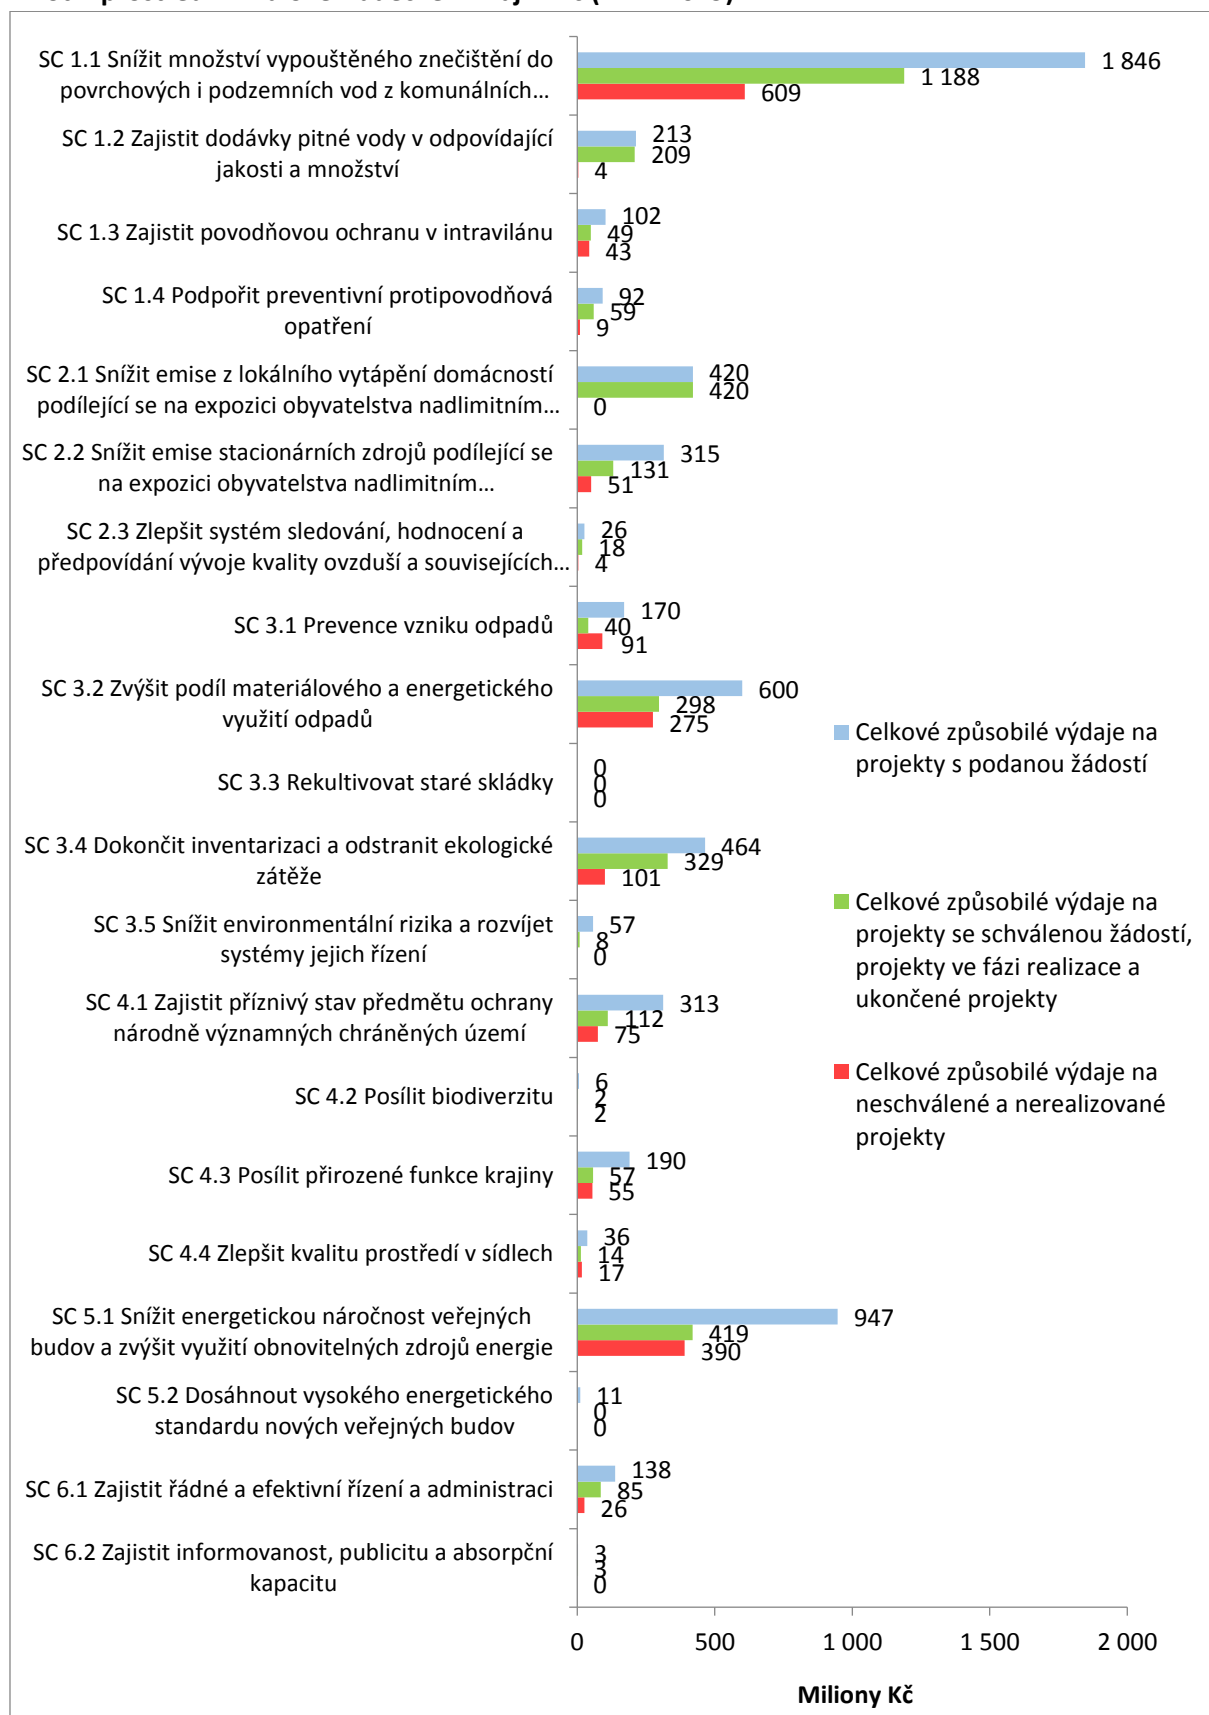 SC 1.1 Snížit množství vypouštěného znečištění do
povrchových i podzemních vod z komunálních...
1 846
1 188
609
SC 1.2 Zajistit dodávky pitné vody v odpovídající
jakosti a množství
213
209
4
SC 1.3 Zajistit povodňovou ochranu v intravilánu
102
49
43
SC 1.4 Podpořit preventivní protipovodňová
opatření
92
59
9
SC 2.1 Snížit emise z lokálního vytápění domácností
podílející se na expozici obyvatelstva nadlimitním...
420
420
0
SC 2.2 Snížit emise stacionárních zdrojů podílející se
na expozici obyvatelstva nadlimitním...
315
131
51
SC 2.3 Zlepšit systém sledování, hodnocení a
předpovídání vývoje kvality ovzduší a souvisejících...
26
18
4
SC 3.1 Prevence vzniku odpadů
170
40
91
SC 3.2 Zvýšit podíl materiálového a energetického
využití odpadů
600
298
275
SC 3.3 Rekultivovat staré skládky
0
0
0
SC 3.4 Dokončit inventarizaci a odstranit ekologické
zátěže
464
329
101
SC 3.5 Snížit environmentální rizika a rozvíjet
systémy jejich řízení
57
8
0
SC 4.1 Zajistit příznivý stav předmětu ochrany
národně významných chráněných území
313
112
75
SC 4.2 Posílit biodiverzitu
6
2
2
SC 4.3 Posílit přirozené funkce krajiny
190
57
55
SC 4.4 Zlepšit kvalitu prostředí v sídlech
36
14
17
SC 5.1 Snížit energetickou náročnost veřejných
budov a zvýšit využití obnovitelných zdrojů energie
947
419
390
SC 5.2 Dosáhnout vysokého energetického
standardu nových veřejných budov
11
0
0
SC 6.1 Zajistit řádné a efektivní řízení a administraci
138
85
26
SC 6.2 Zajistit informovanost, publicitu a absorpční
kapacitu
3
3
0
Celkové způsobilé výdaje na
projekty s podanou žádostí
Celkové způsobilé výdaje na
projekty se schválenou žádostí,
projekty ve fázi realizace a
ukončené projekty
Celkové způsobilé výdaje na
neschválené a nerealizované
projekty
0 500 1 000 1 500 2 000
Miliony Kč